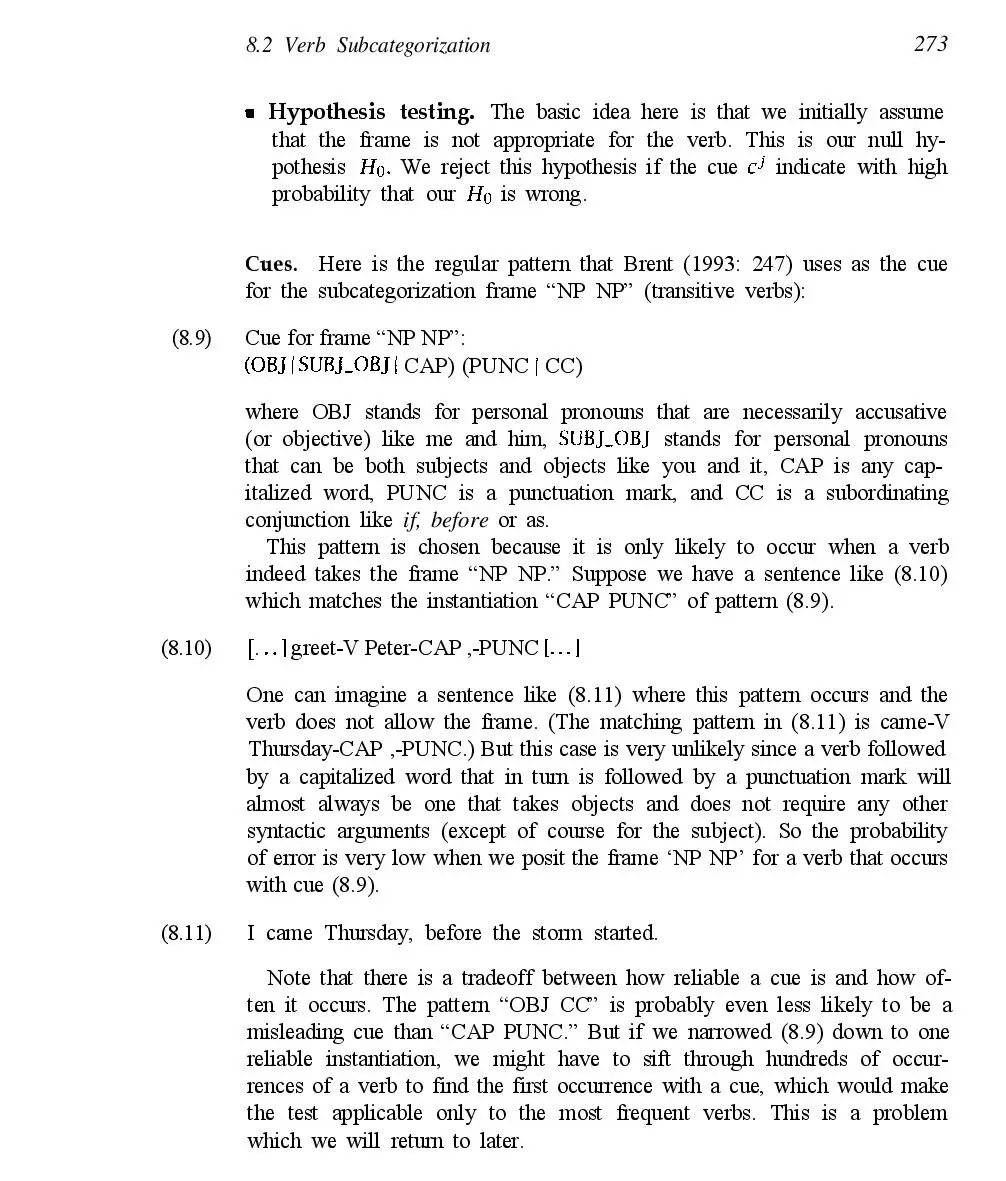 8.2 Verb Subcategorization 273
▪ Hypothesis testing. The basic idea here is that we initially assume
that the frame is not appropriate for the verb. This is our null hy-
pothesis H₀. We reject this hypothesis if the cue cʲ indicate with high
probability that our H₀ is wrong.
Cues. Here is the regular pattern that Brent (1993: 247) uses as the cue
for the subcategorization frame “NP NP” (transitive verbs):
(8.9) Cue for frame “NP NP”:
(OBJ | SUBJ_OBJ | CAP) (PUNC | CC)
where OBJ stands for personal pronouns that are necessarily accusative
(or objective) like me and him, SUBJ_OBJ stands for personal pronouns
that can be both subjects and objects like you and it, CAP is any cap-
italized word, PUNC is a punctuation mark, and CC is a subordinating
conjunction like if, before or as.
This pattern is chosen because it is only likely to occur when a verb
indeed takes the frame “NP NP.” Suppose we have a sentence like (8.10)
which matches the instantiation “CAP PUNC” of pattern (8.9).
(8.10) [...] greet-V Peter-CAP ,-PUNC [...]
One can imagine a sentence like (8.11) where this pattern occurs and the
verb does not allow the frame. (The matching pattern in (8.11) is came-V
Thursday-CAP ,-PUNC.) But this case is very unlikely since a verb followed
by a capitalized word that in turn is followed by a punctuation mark will
almost always be one that takes objects and does not require any other
syntactic arguments (except of course for the subject). So the probability
of error is very low when we posit the frame ‘NP NP’ for a verb that occurs
with cue (8.9).
(8.11) I came Thursday, before the storm started.
Note that there is a tradeoff between how reliable a cue is and how of-
ten it occurs. The pattern “OBJ CC” is probably even less likely to be a
misleading cue than “CAP PUNC.” But if we narrowed (8.9) down to one
reliable instantiation, we might have to sift through hundreds of occur-
rences of a verb to find the first occurrence with a cue, which would make
the test applicable only to the most frequent verbs. This is a problem
which we will return to later.